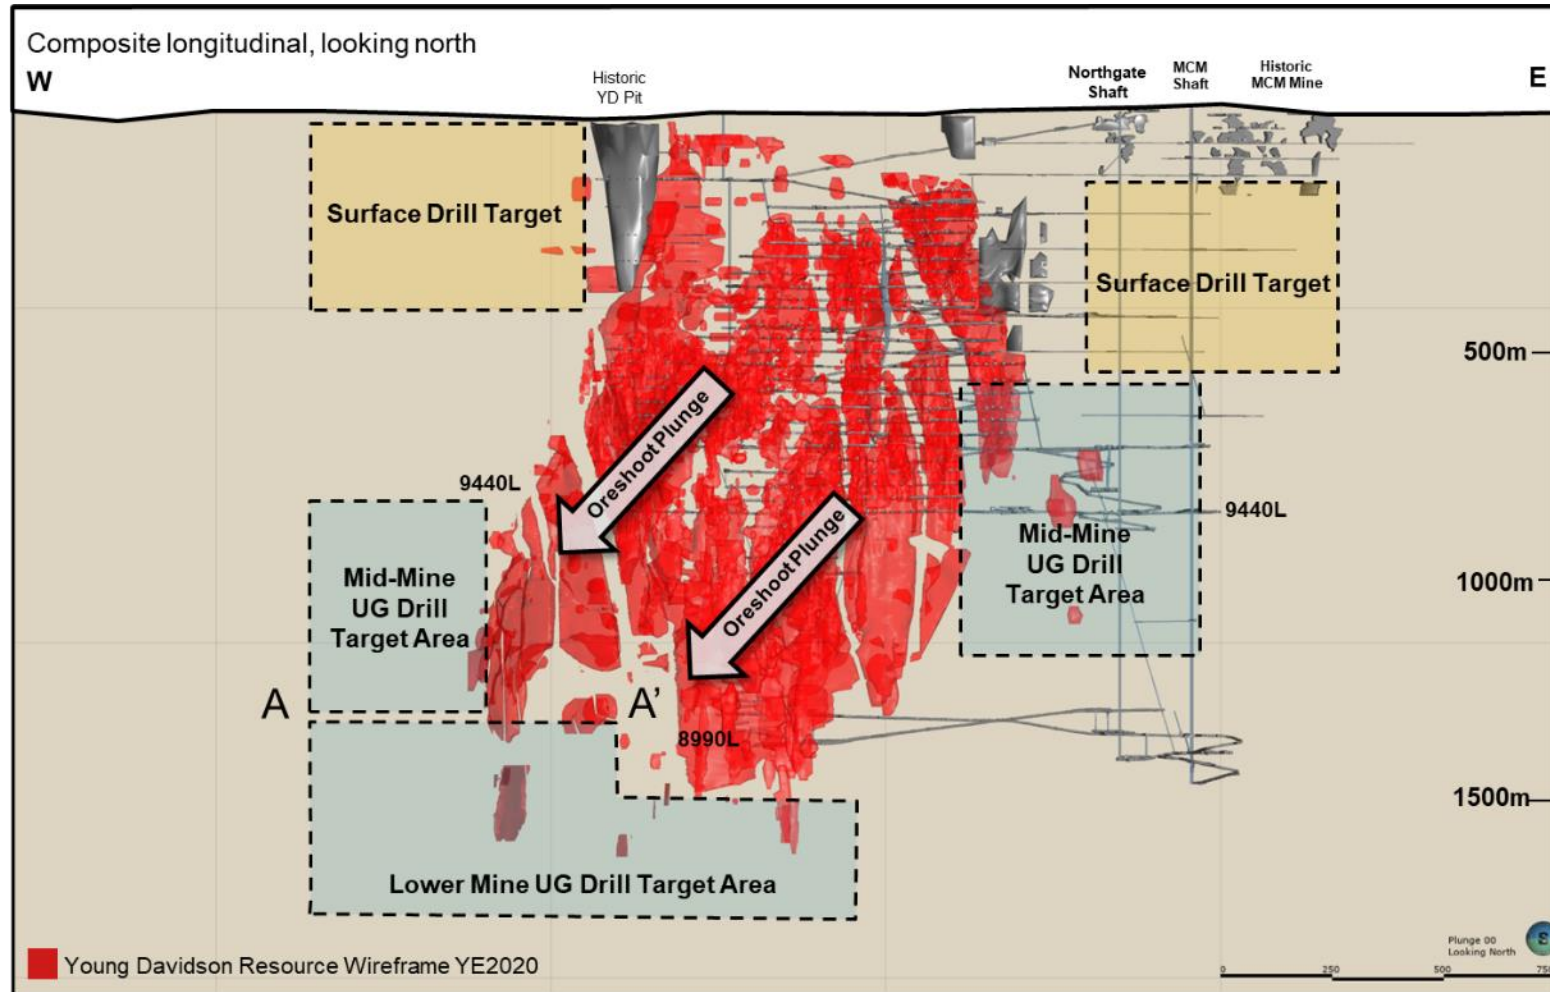 Composite longitudinal, looking north
W
Historic
YD Pit
Northgate
Shaft
MCM
Shaft
Historic
MCM Mine
E
Surface Drill Target
Surface Drill Target
500m
Oreshoot Plunge
9440L
9440L
Oreshoot Plunge
Mid-Mine
UG Drill
Target Area
Mid-Mine
UG Drill
Target Area
1000m
A
A'
8990L
1500m
Lower Mine UG Drill Target Area
Young Davidson Resource Wireframe YE2020
Plunge 00
Looking North
S
0 250 500